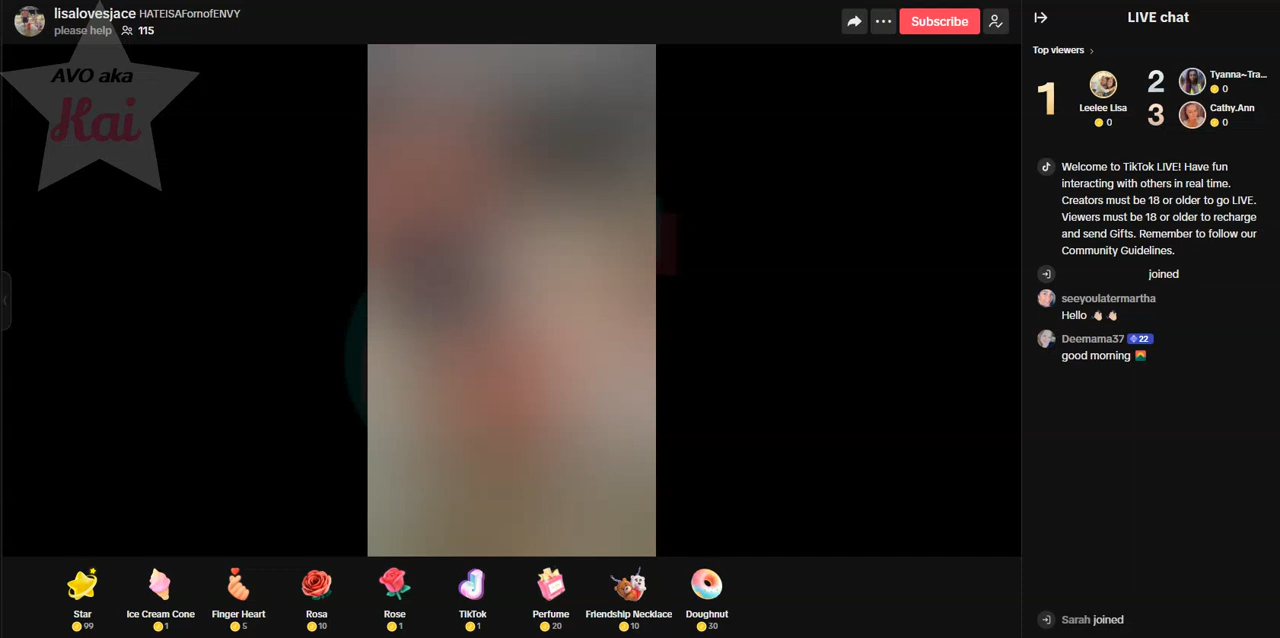 lisalovesjace HATEISAFornofENVY
please help 115
Subscribe
AVO aka
Kai
LIVE chat
Top viewers
1
Leelee Lisa
0
2
Tyanna~Tra...
0
3
Cathy.Ann
0
Welcome to TikTok LIVE! Have fun
interacting with others in real time.
Creators must be 18 or older to go LIVE.
Viewers must be 18 or older to recharge
and send Gifts. Remember to follow our
Community Guidelines.
joined
seeyoulatermartha
Hello
Deemama37 22
good morning
Sarah joined
Star
99
Ice Cream Cone
1
Finger Heart
5
Rosa
10
Rose
1
TikTok
1
Perfume
20
Friendship Necklace
10
Doughnut
30